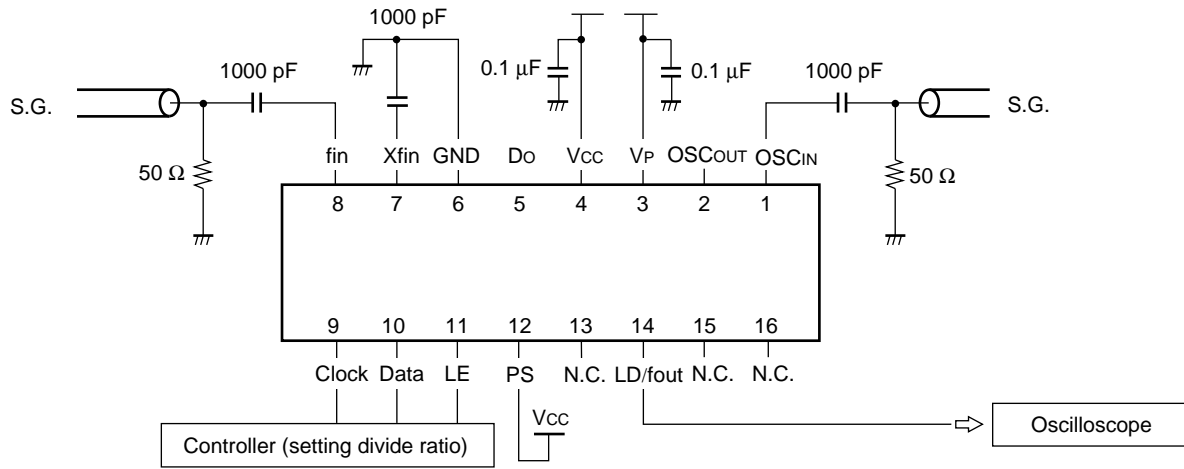 1000 pF
1000 pF
0.1 µF
0.1 µF
1000 pF
S.G.
S.G.
50 Ω
50 Ω
fin Xfin GND DO VCC VP OSCOUT OSCIN
8 7 6 5 4 3 2 1
9 10 11 12 13 14 15 16
Clock Data LE PS N.C. LD/fout N.C. N.C.
VCC
Controller (setting divide ratio)
Oscilloscope